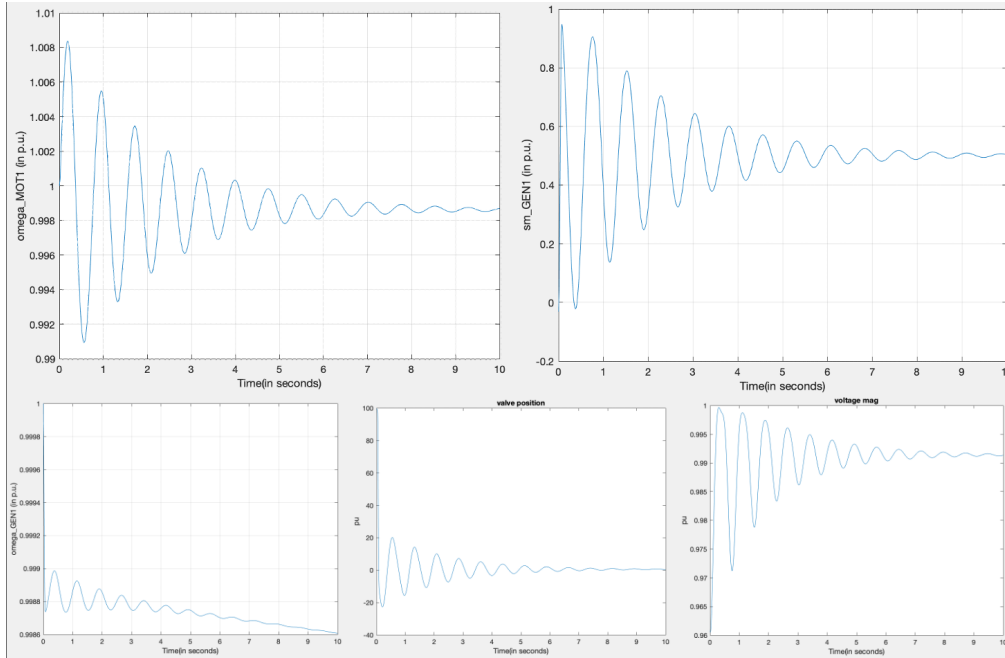 1.01
1.008
1.006
1.004
1.002
1
0.998
0.996
0.994
0.992
0.99
omega_MOT1 (in p.u.)
0 1 2 3 4 5 6 7 8 9 10
Time(in seconds)
1
0.8
0.6
0.4
0.2
0
-0.2
sm_GEN1 (in p.u.)
0 1 2 3 4 5 6 7 8 9
Time(in seconds)
1
0.9998
0.9996
0.9994
0.9992
0.999
0.9988
0.9986
omega_GEN1 (in p.u.)
0 1 2 3 4 5 6 7 8 9 10
Time(in seconds)
valve position
100
80
60
40
20
0
-20
-40
pu
0 1 2 3 4 5 6 7 8 9 10
Time(in seconds)
voltage mag
1
0.995
0.99
0.985
0.98
0.975
0.97
0.965
0.96
pu
0 1 2 3 4 5 6 7 8 9 10
Time(in seconds)